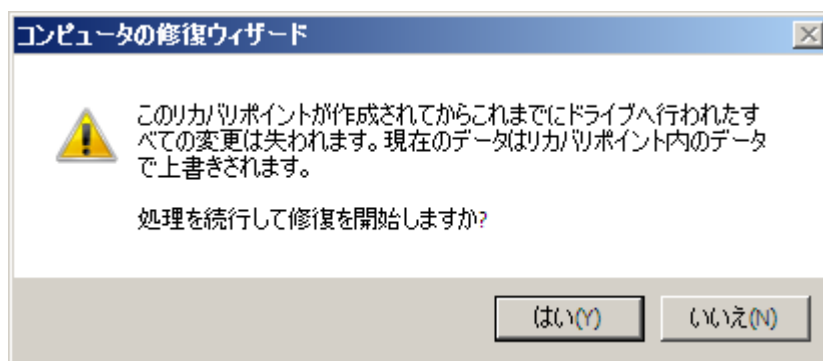 コンピュータの修復ウィザード
このリカバリポイントが作成されてからこれまでにドライブへ行われたす
べての変更は失われます。現在のデータはリカバリポイント内のデータ
で上書きされます。
処理を続行して修復を開始しますか?
はい(Y)
いいえ(N)